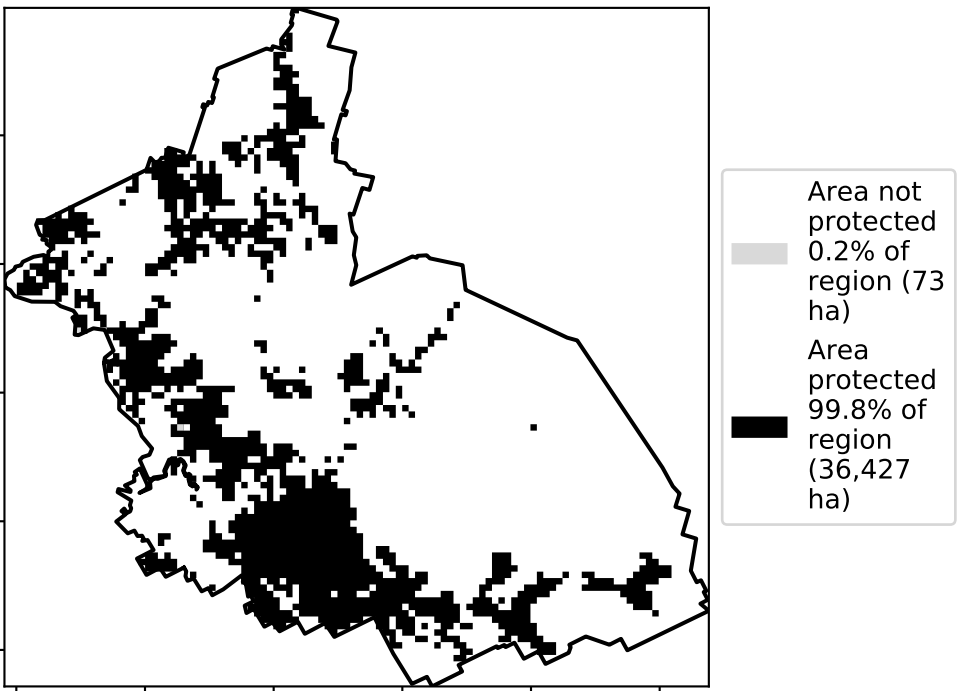 Area not
protected
0.2% of
region (73
ha)
Area
protected
99.8% of
region
(36,427
ha)